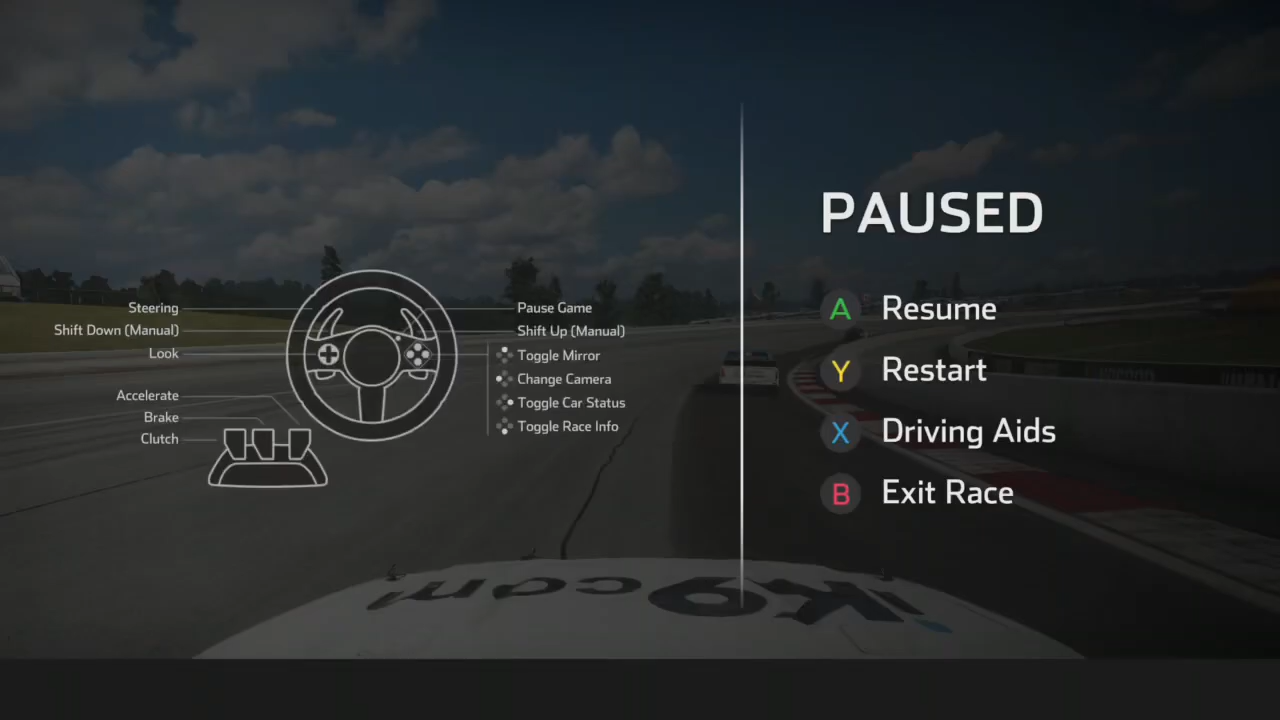 PAUSED
A Resume
Y Restart
X Driving Aids
B Exit Race
Steering
Shift Down (Manual)
Look
Accelerate
Brake
Clutch
Pause Game
Shift Up (Manual)
Toggle Mirror
Change Camera
Toggle Car Status
Toggle Race Info